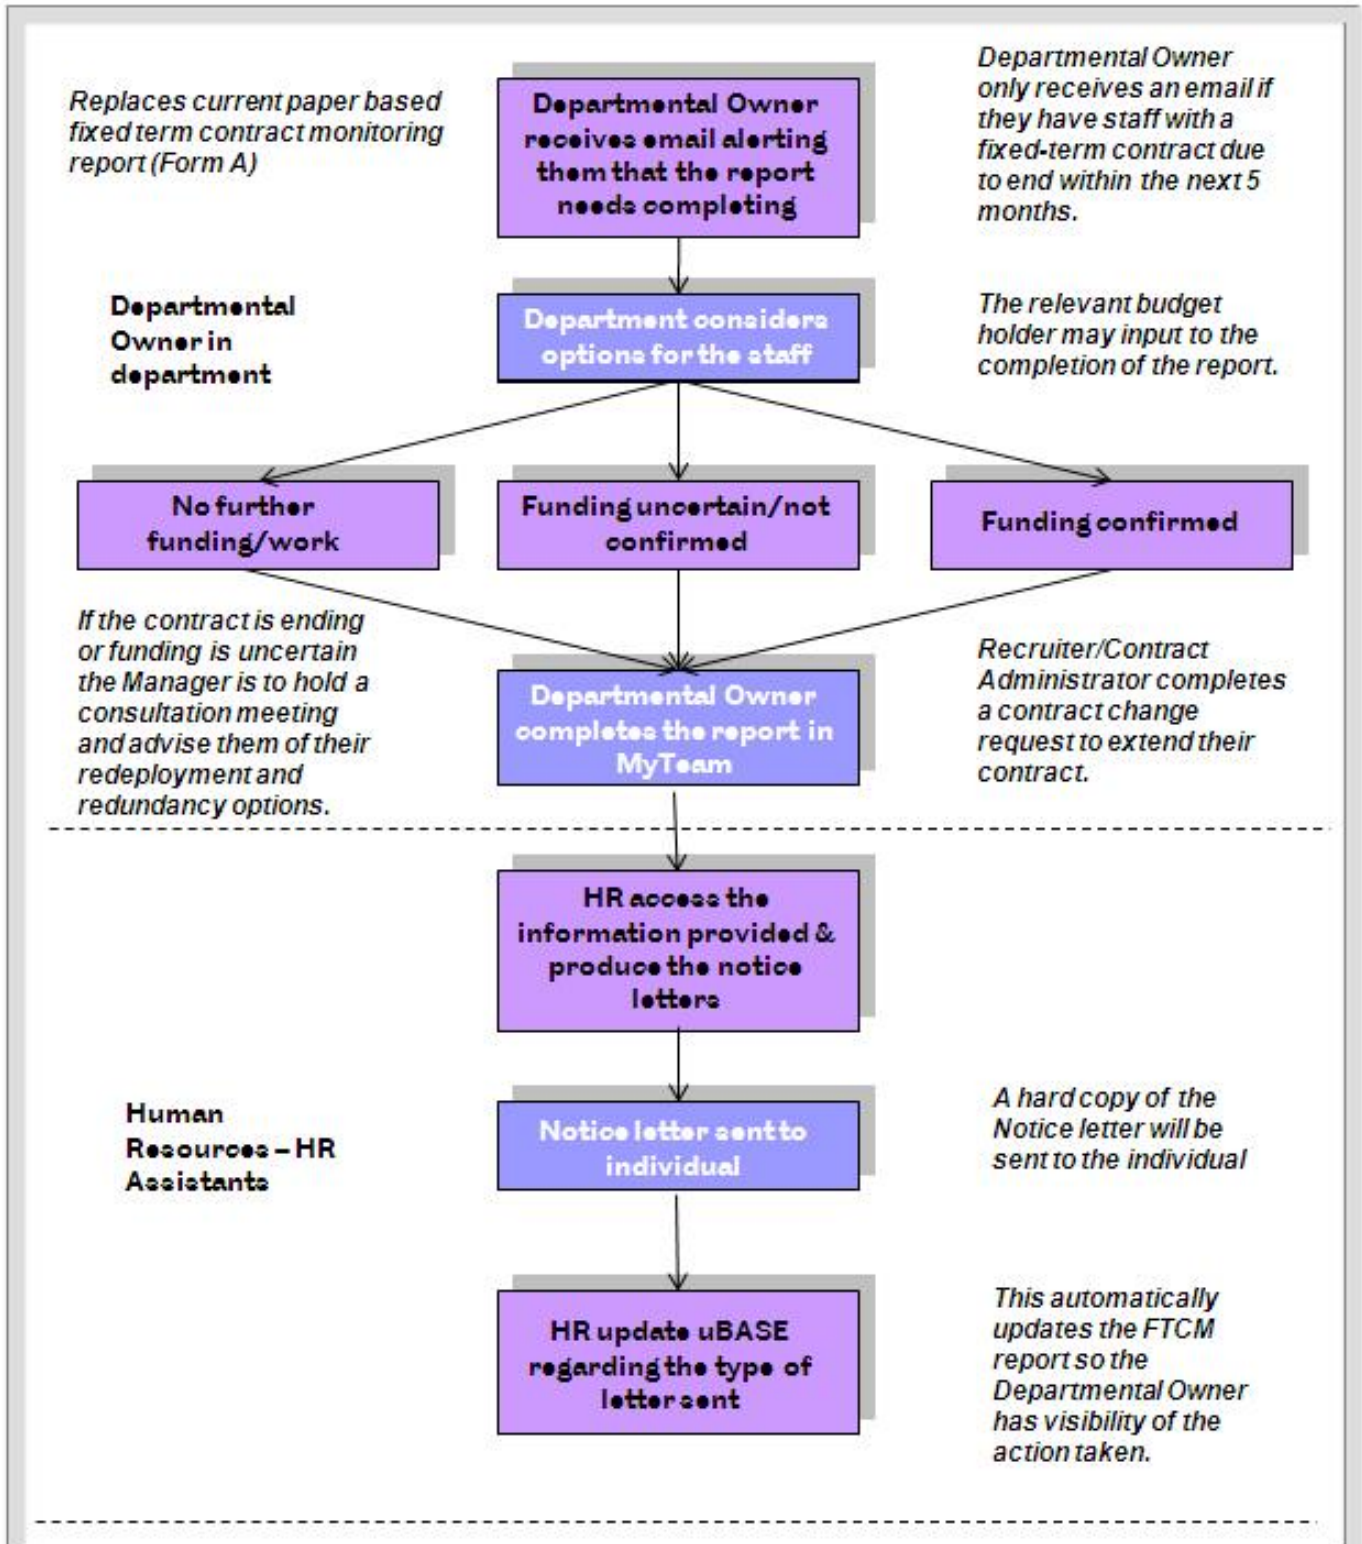 Replaces current paper based
fixed term contract monitoring
report (Form A)
Departmental Owner
receives email alerting
them that the report
needs completing
Departmental Owner
only receives an email if
they have staff with a
fixed-term contract due
to end within the next 5
months.
Departmental
Owner in
department
Department considers
options for the staff
The relevant budget
holder may input to the
completion of the report.
No further
funding/work
Funding uncertain/not
confirmed
Funding confirmed
If the contract is ending
or funding is uncertain
the Manager is to hold a
consultation meeting
and advise them of their
redeployment and
redundancy options.
Departmental Owner
completes the report in
MyTeam
Recruiter/Contract
Administrator completes
a contract change
request to extend their
contract.
HR access the
information provided &
produce the notice
letters
Human
Resources – HR
Assistants
Notice letter sent to
individual
A hard copy of the
Notice letter will be
sent to the individual
HR update uBASE
regarding the type of
letter sent
This automatically
updates the FTCM
report so the
Departmental Owner
has visibility of the
action taken.